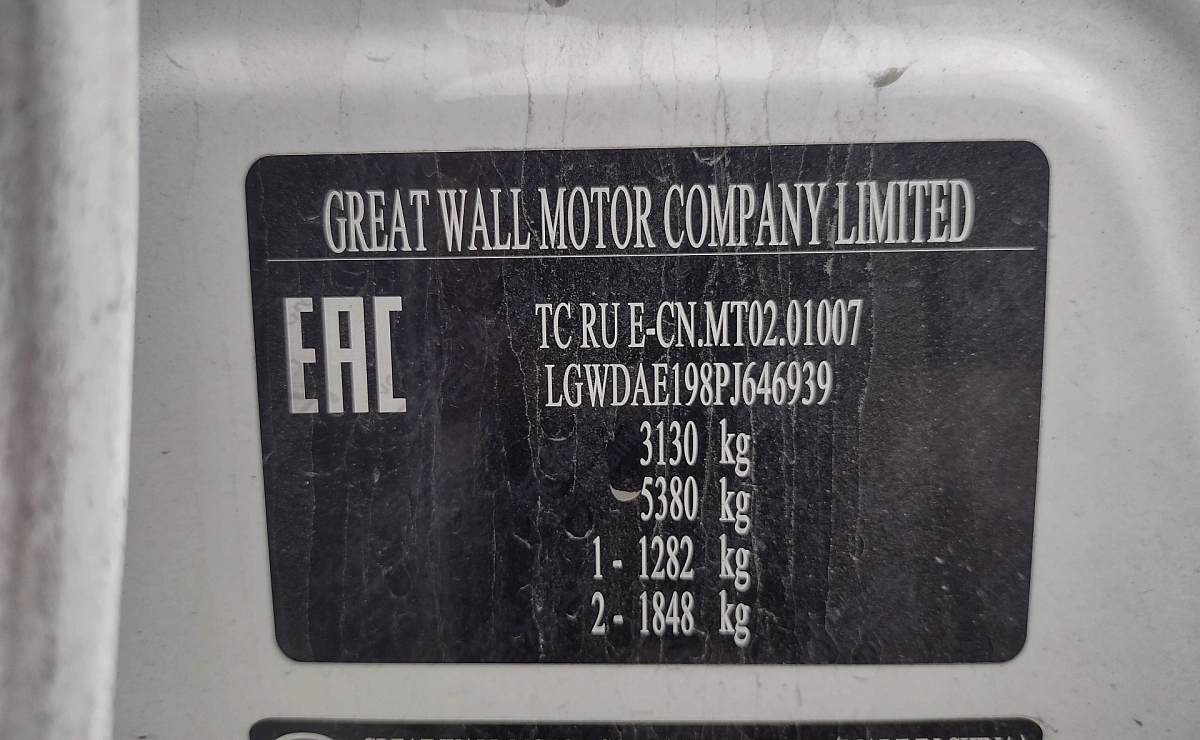 GREAT WALL MOTOR COMPANY LIMITED
EAC
TC RU E-CN.MT02.01007
LGWDAE198PJ646939
3130 kg
5380 kg
1 - 1282 kg
2 - 1848 kg